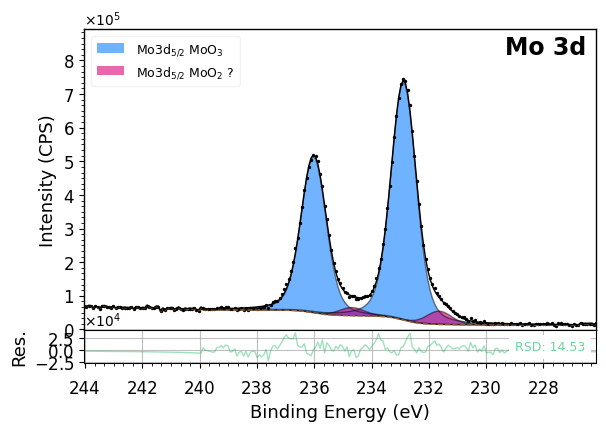 ×10⁵
Mo 3d
Mo3d₅/₂ MoO₃
Mo3d₅/₂ MoO₂ ?
8
7
6
5
4
3
2
1
0
Intensity (CPS)
×10⁴
2.5
0.0
−2.5
Res.
RSD: 14.53
244 242 240 238 236 234 232 230 228
Binding Energy (eV)